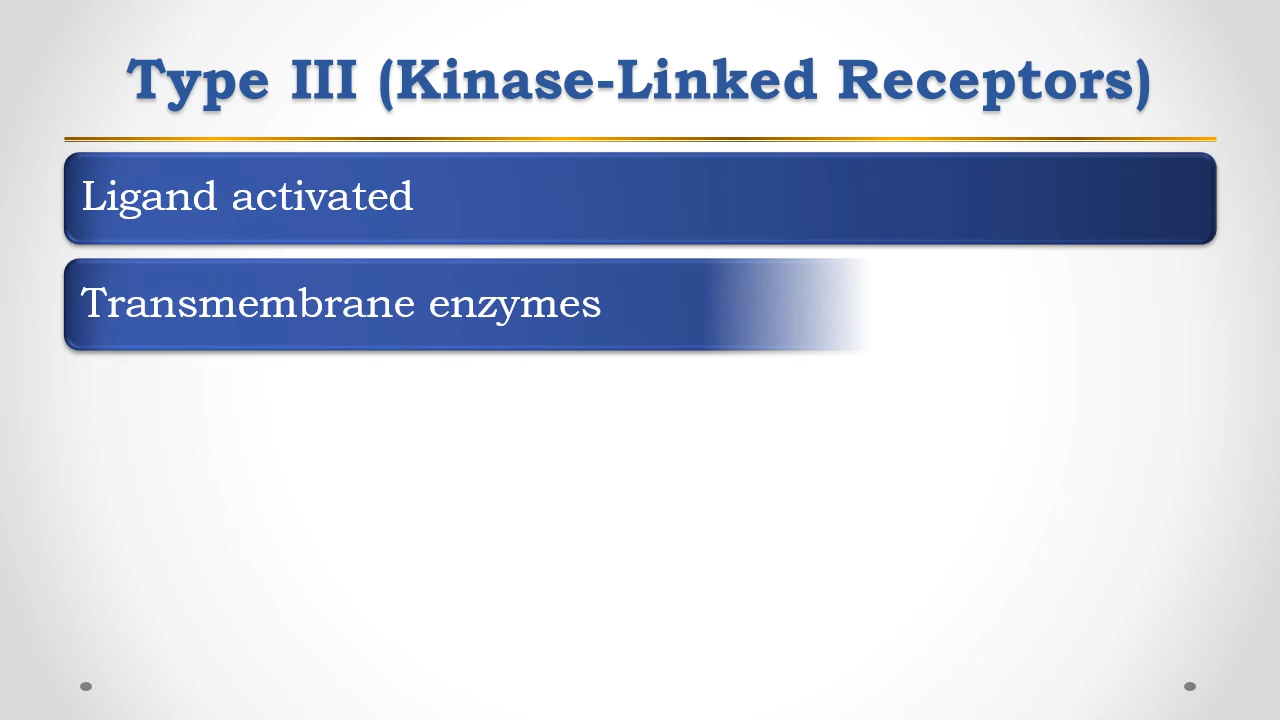 Type III (Kinase-Linked Receptors)
Ligand activated
Transmembrane enzymes